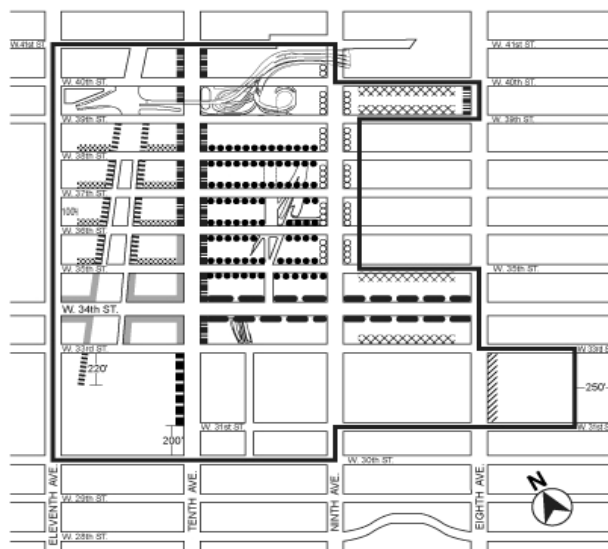 W.41st ST.
W. 41st ST.
W. 40th ST.
W. 40th ST.
W. 39th ST.
W. 39th ST.
W. 38th ST.
W. 37th ST.
100'
W. 36th ST.
W. 35th ST.
W. 35th ST.
W. 34th ST.
W. 33rd ST.
W. 33rd ST
220'
250'
W. 31st ST.
W. 31st ST
200'
W. 30th ST.
N
W. 29th ST.
W. 28th ST.
ELEVENTH AVE.
TENTH AVE.
NINTH AVE.
EIGHTH AVE.